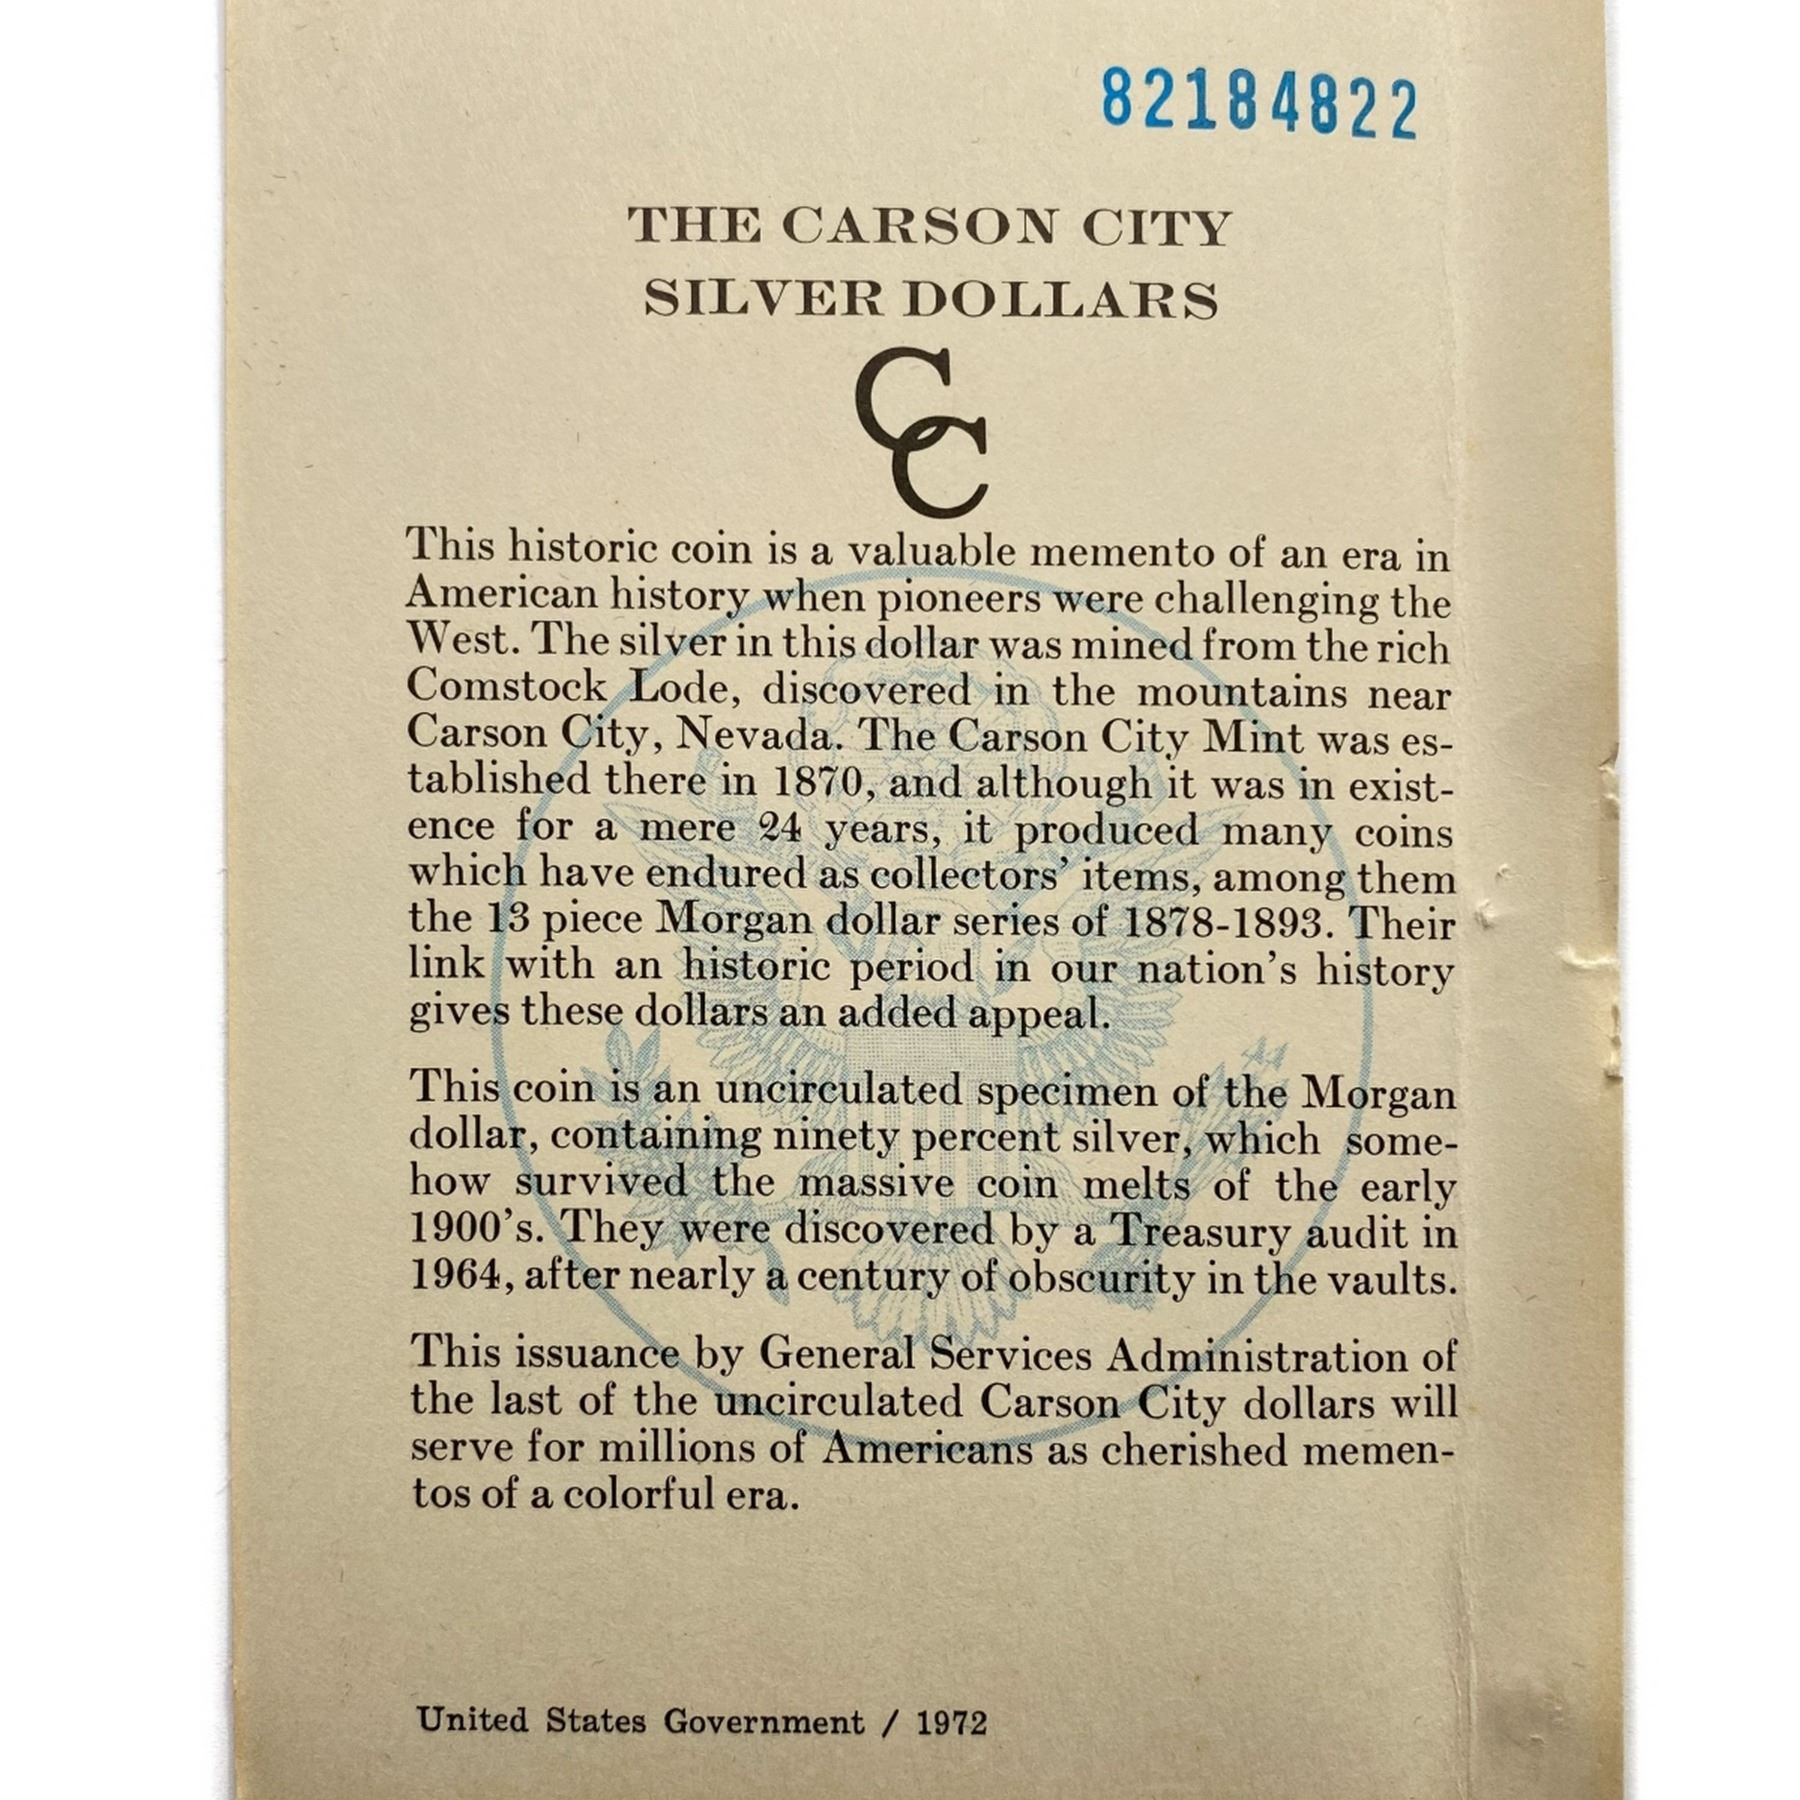 82184822
THE CARSON CITY
SILVER DOLLARS
CC
This historic coin is a valuable memento of an era in
American history when pioneers were challenging the
West. The silver in this dollar was mined from the rich
Comstock Lode, discovered in the mountains near
Carson City, Nevada. The Carson City Mint was es-
tablished there in 1870, and although it was in exist-
ence for a mere 24 years, it produced many coins
which have endured as collectors' items, among them
the 13 piece Morgan dollar series of 1878-1893. Their
link with an historic period in our nation's history
gives these dollars an added appeal.
This coin is an uncirculated specimen of the Morgan
dollar, containing ninety percent silver, which some-
how survived the massive coin melts of the early
1900's. They were discovered by a Treasury audit in
1964, after nearly a century of obscurity in the vaults.
This issuance by General Services Administration of
the last of the uncirculated Carson City dollars will
serve for millions of Americans as cherished memen-
tos of a colorful era.
United States Government / 1972